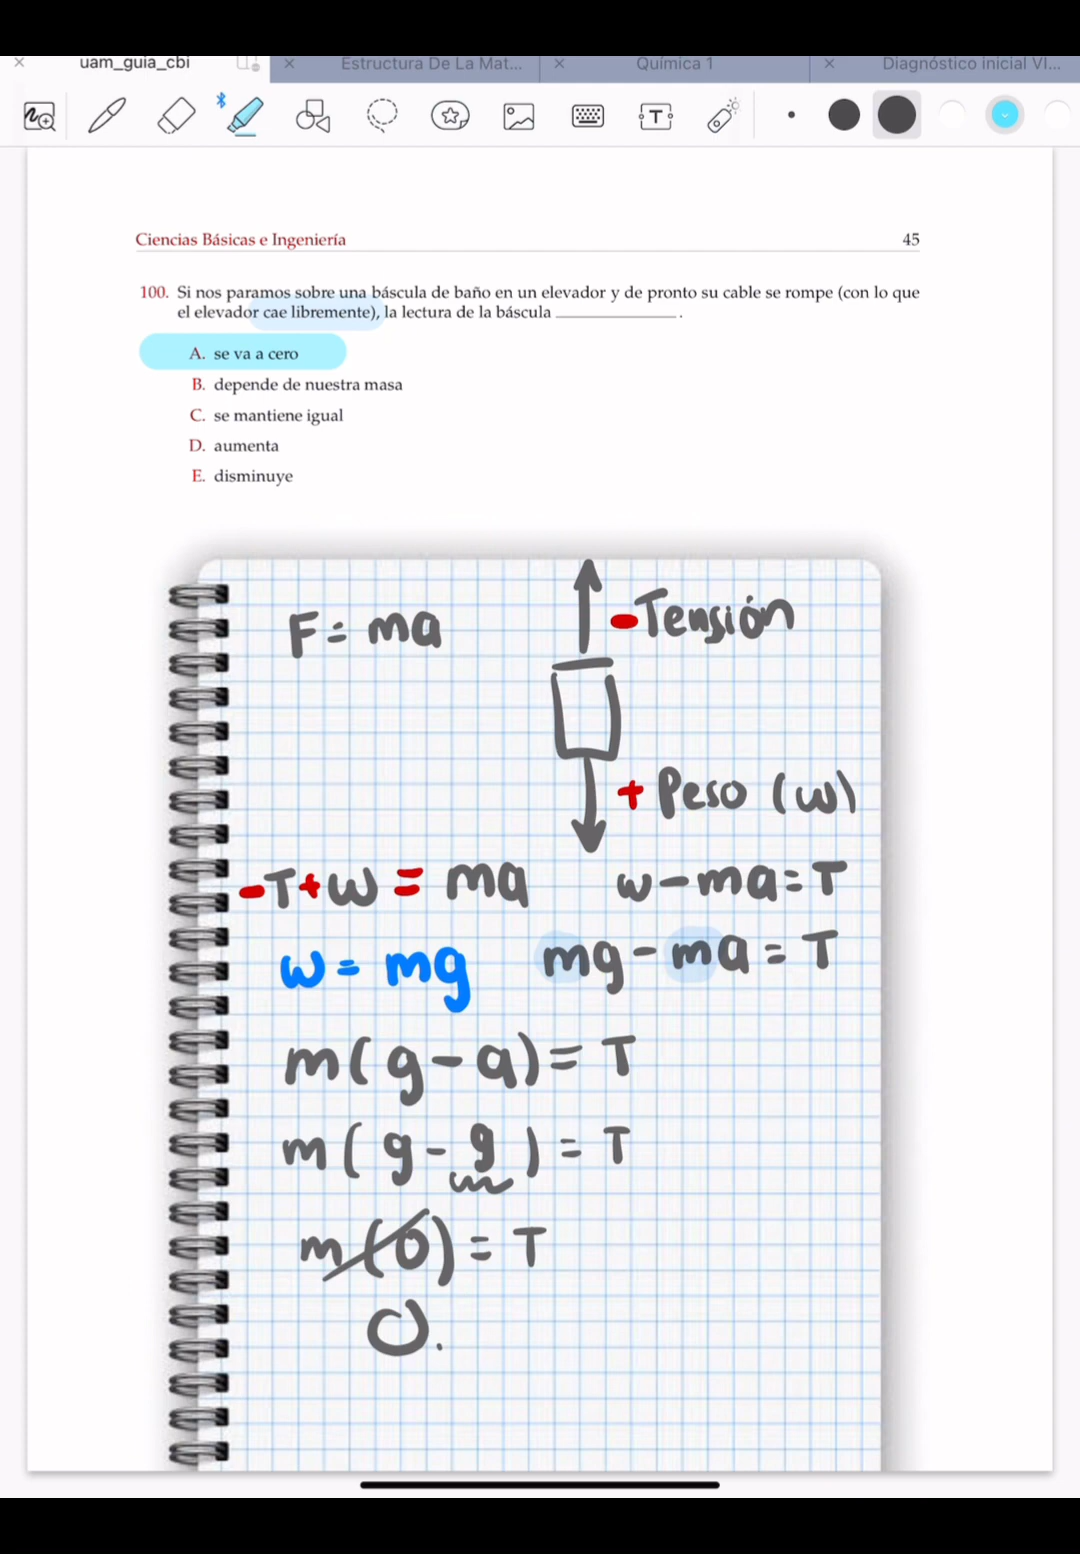 uam_guia_cbi
Estructura De La Mat...
Química 1
Diagnóstico inicial VI...
Ciencias Básicas e Ingeniería 45
100. Si nos paramos sobre una báscula de baño en un elevador y de pronto su cable se rompe (con lo que
el elevador cae libremente), la lectura de la báscula ____________.
A. se va a cero
B. depende de nuestra masa
C. se mantiene igual
D. aumenta
E. disminuye
F = ma
-Tensión
+ Peso (w)
-T+w = ma
w-ma=T
w = mg
mg-ma=T
m(g-a)=T
m(g-g)=T
m(0)=T
0.